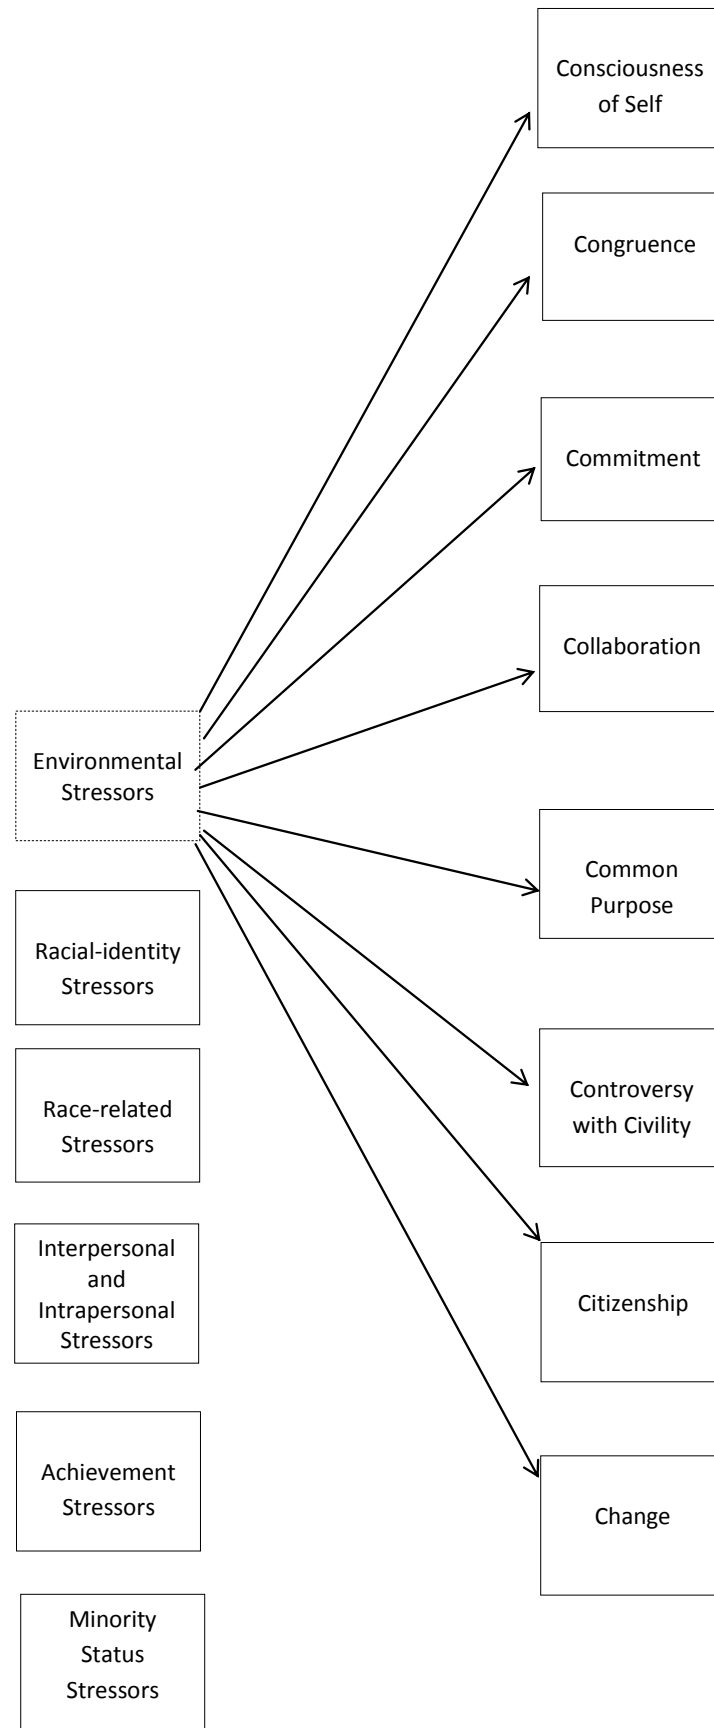 Consciousness
of Self
Congruence
Commitment
Collaboration
Environmental
Stressors
Common
Purpose
Racial-identity
Stressors
Race-related
Stressors
Controversy
with Civility
Interpersonal
and
Intrapersonal
Stressors
Citizenship
Achievement
Stressors
Change
Minority
Status
Stressors